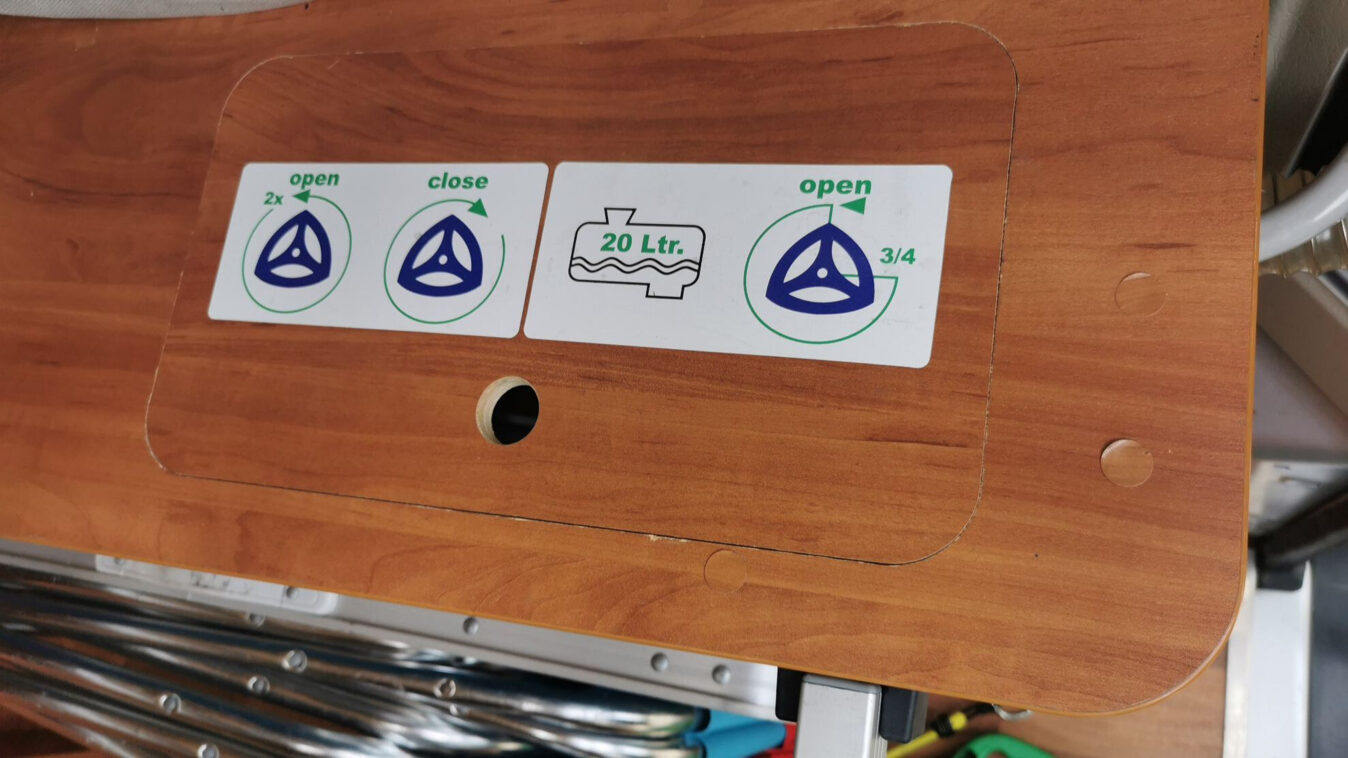 open
2x
close
20 Ltr.
open
3/4